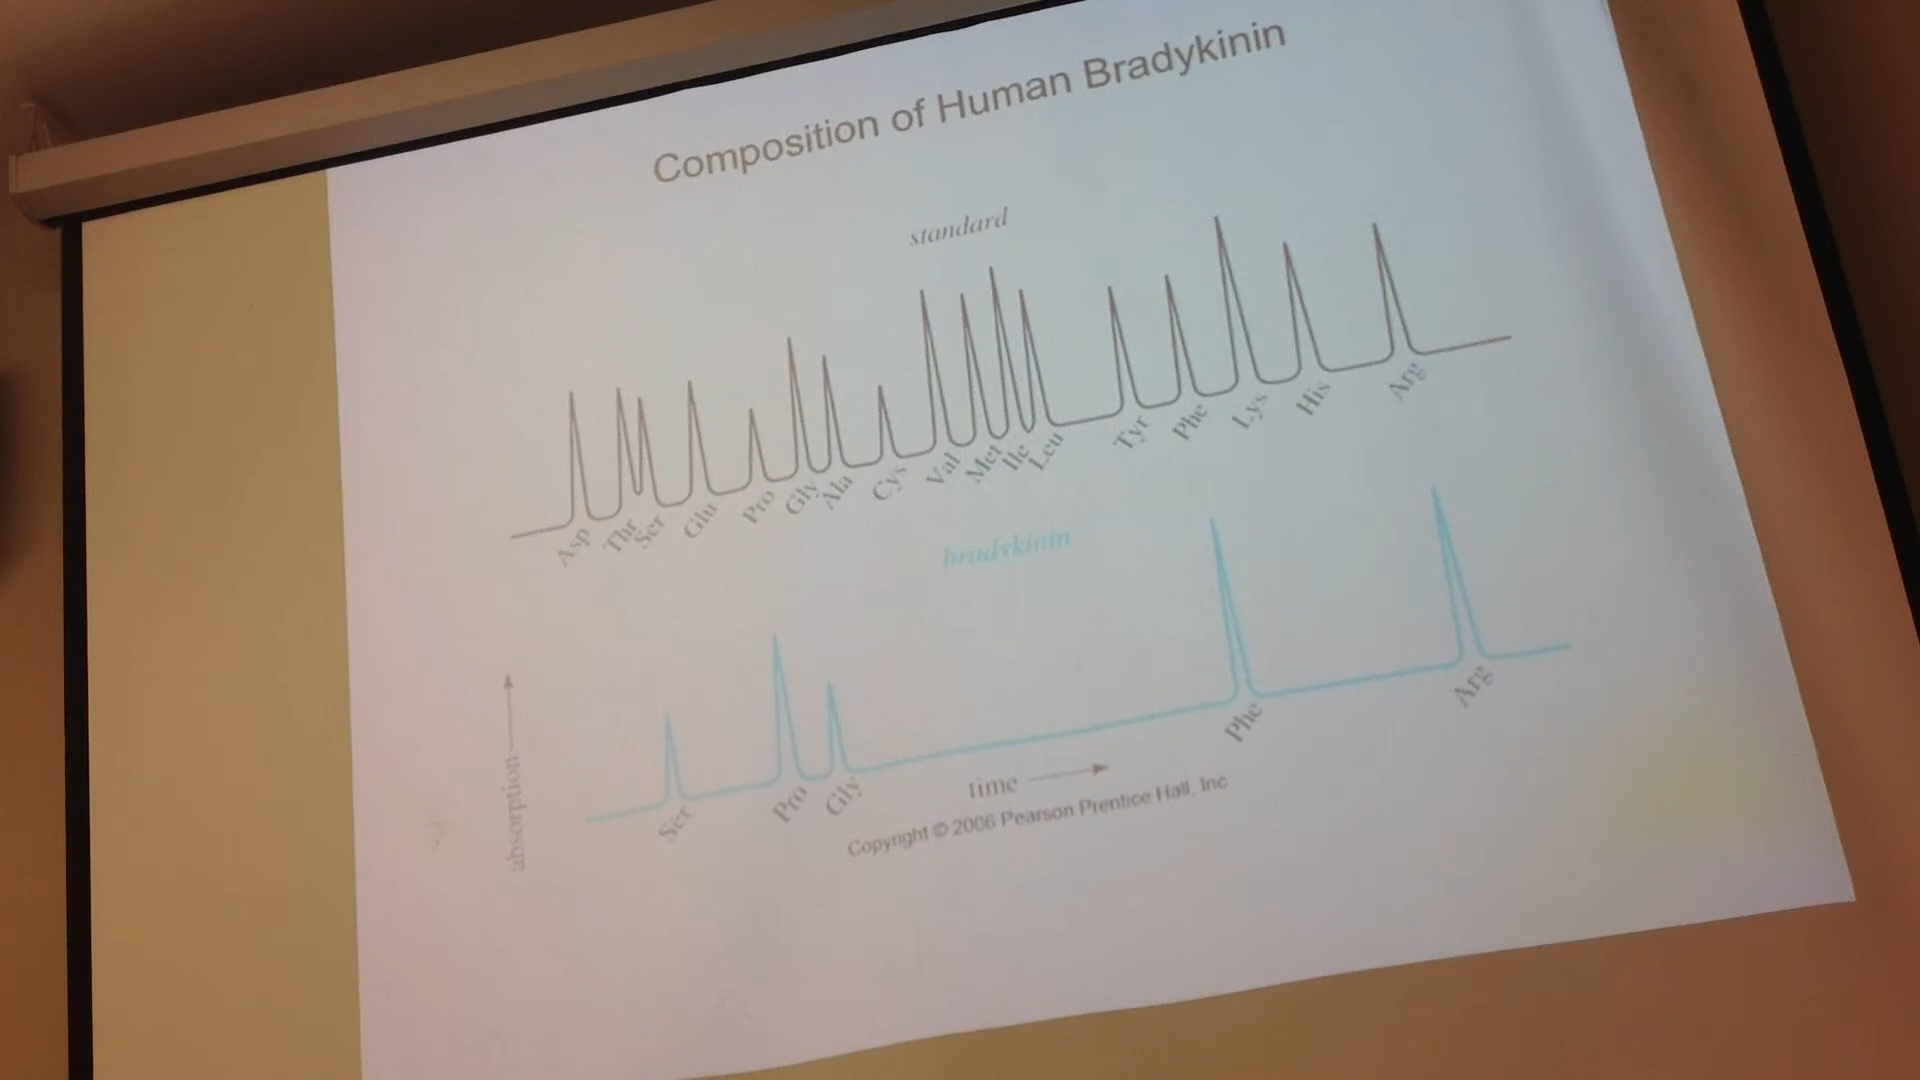 Composition of Human Bradykinin
standard
Asp Thr Ser Glu Pro Gly Ala Cys Val Met Ile Leu Tyr Phe Lys His Arg
bradykinin
absorption
Ser Pro Gly Phe Arg
time
Copyright © 2006 Pearson Prentice Hall, Inc